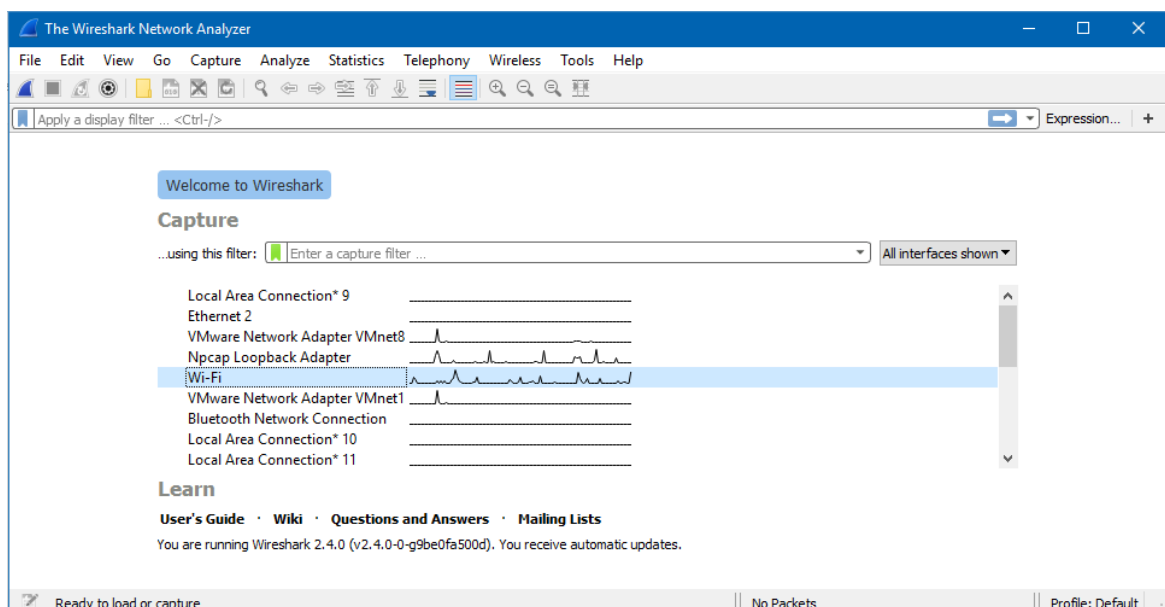 The Wireshark Network Analyzer
File Edit View Go Capture Analyze Statistics Telephony Wireless Tools Help
Apply a display filter ... <Ctrl-/> Expression... +
Welcome to Wireshark
Capture
...using this filter: Enter a capture filter ... All interfaces shown
Local Area Connection* 9
Ethernet 2
VMware Network Adapter VMnet8
Npcap Loopback Adapter
Wi-Fi
VMware Network Adapter VMnet1
Bluetooth Network Connection
Local Area Connection* 10
Local Area Connection* 11
Learn
User's Guide · Wiki · Questions and Answers · Mailing Lists
You are running Wireshark 2.4.0 (v2.4.0-0-g9be0fa500d). You receive automatic updates.
Ready to load or capture No Packets Profile: Default